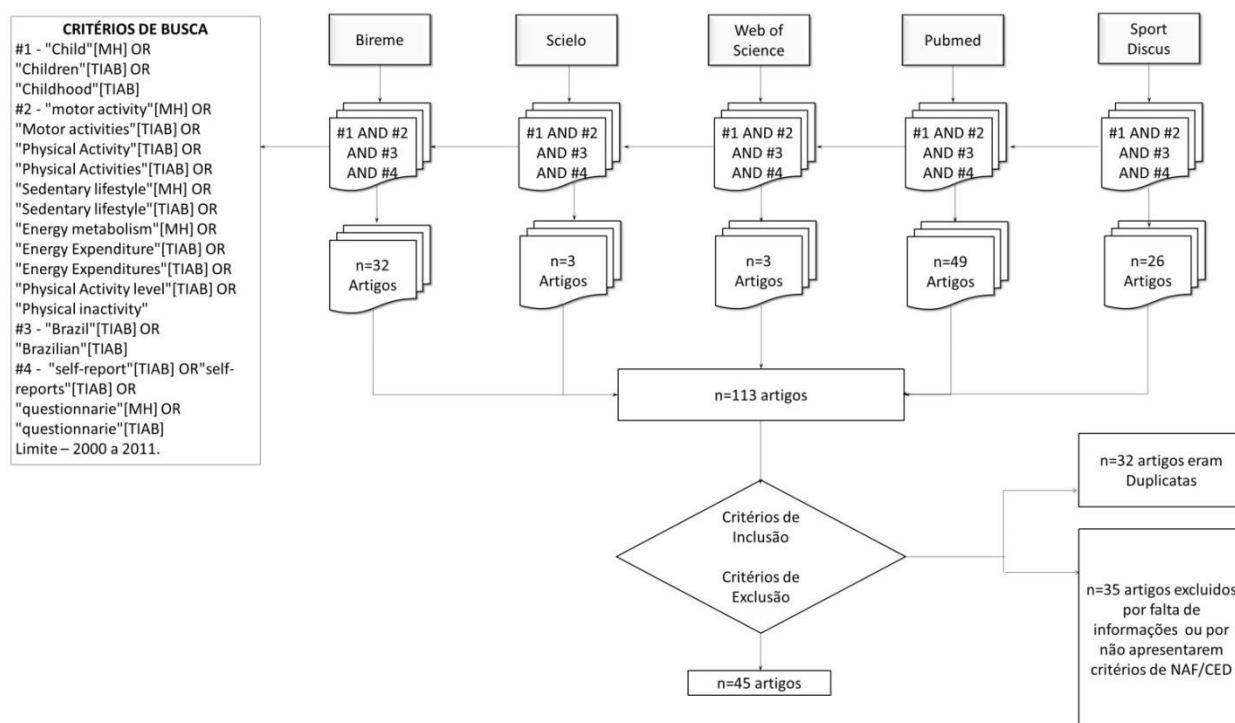 CRITÉRIOS DE BUSCA
#1 - "Child"[MH] OR
"Children"[TIAB] OR
"Childhood"[TIAB]
#2 - "motor activity"[MH] OR
"Motor activities"[TIAB] OR
"Physical Activity"[TIAB] OR
"Physical Activities"[TIAB] OR
"Sedentary lifestyle"[MH] OR
"Sedentary lifestyle"[TIAB] OR
"Energy metabolism"[MH] OR
"Energy Expenditure"[TIAB] OR
"Energy Expenditures"[TIAB] OR
"Physical Activity level"[TIAB] OR
"Physical inactivity"
#3 - "Brazil"[TIAB] OR
"Brazilian"[TIAB]
#4 - "self-report"[TIAB] OR"self-
reports"[TIAB] OR
"questionnarie"[MH] OR
"questionnarie"[TIAB]
Limite – 2000 a 2011.
Bireme
Scielo
Web of
Science
Pubmed
Sport
Discus
#1 AND #2
AND #3
AND #4
#1 AND #2
AND #3
AND #4
#1 AND #2
AND #3
AND #4
#1 AND #2
AND #3
AND #4
#1 AND #2
AND #3
AND #4
n=32
Artigos
n=3
Artigos
n=3
Artigos
n=49
Artigos
n=26
Artigos
n=113 artigos
Critérios de
Inclusão
Critérios de
Exclusão
n=32 artigos eram
Duplicatas
n=35 artigos excluidos
por falta de
informações ou por
não apresentarem
critérios de NAF/CED
n=45 artigos